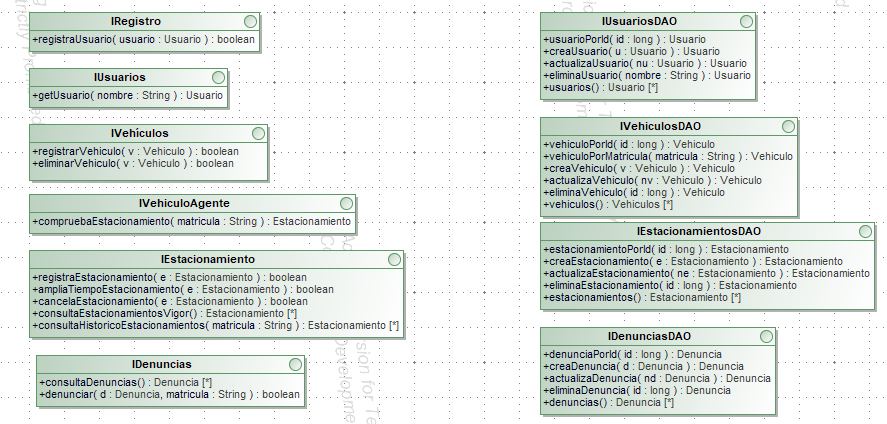 IRegistro
+registraUsuario( usuario : Usuario ) : boolean
IUsuarios
+getUsuario( nombre : String ) : Usuario
IVehículos
+registrarVehiculo( v : Vehiculo ) : boolean
+eliminarVehiculo( v : Vehiculo ) : boolean
IVehiculoAgente
+compruebaEstacionamiento( matricula : String ) : Estacionamiento
IEstacionamiento
+registraEstacionamiento( e : Estacionamiento ) : boolean
+ampliaTiempoEstacionamiento( e : Estacionamiento ) : boolean
+cancelaEstacionamiento( e : Estacionamiento ) : boolean
+consultaEstacionamientosVigor() : Estacionamiento [*]
+consultaHistoricoEstacionamientos( matricula : String ) : Estacionamiento [*]
IDenuncias
+consultaDenuncias() : Denuncia [*]
+denunciar( d : Denuncia, matricula : String ) : boolean
IUsuariosDAO
+usuarioPorId( id : long ) : Usuario
+creaUsuario( u : Usuario ) : Usuario
+actualizaUsuario( nu : Usuario ) : Usuario
+eliminaUsuario( nombre : String ) : Usuario
+usuarios() : Usuario [*]
IVehiculosDAO
+vehiculoPorId( id : long ) : Vehiculo
+vehiculoPorMatricula( matricula : String ) : Vehiculo
+creaVehiculo( v : Vehiculo ) : Vehiculo
+actualizaVehiculo( nv : Vehiculo ) : Vehiculo
+eliminaVehiculo( id : long ) : Vehiculo
+vehiculos() : Vehiculos [*]
IEstacionamientosDAO
+estacionamientoPorId( id : long ) : Estacionamiento
+creaEstacionamiento( e : Estacionamiento ) : Estacionamiento
+actualizaEstacionamiento( ne : Estacionamiento ) : Estacionamiento
+eliminaEstacionamiento( id : long ) : Estacionamiento
+estacionamientos() : Estacionamiento [*]
IDenunciasDAO
+denunciaPorId( id : long ) : Denuncia
+creaDenuncia( d : Denuncia ) : Denuncia
+actualizaDenuncia( nd : Denuncia ) : Denuncia
+eliminaDenuncia( id : long ) : Denuncia
+denuncias() : Denuncia [*]